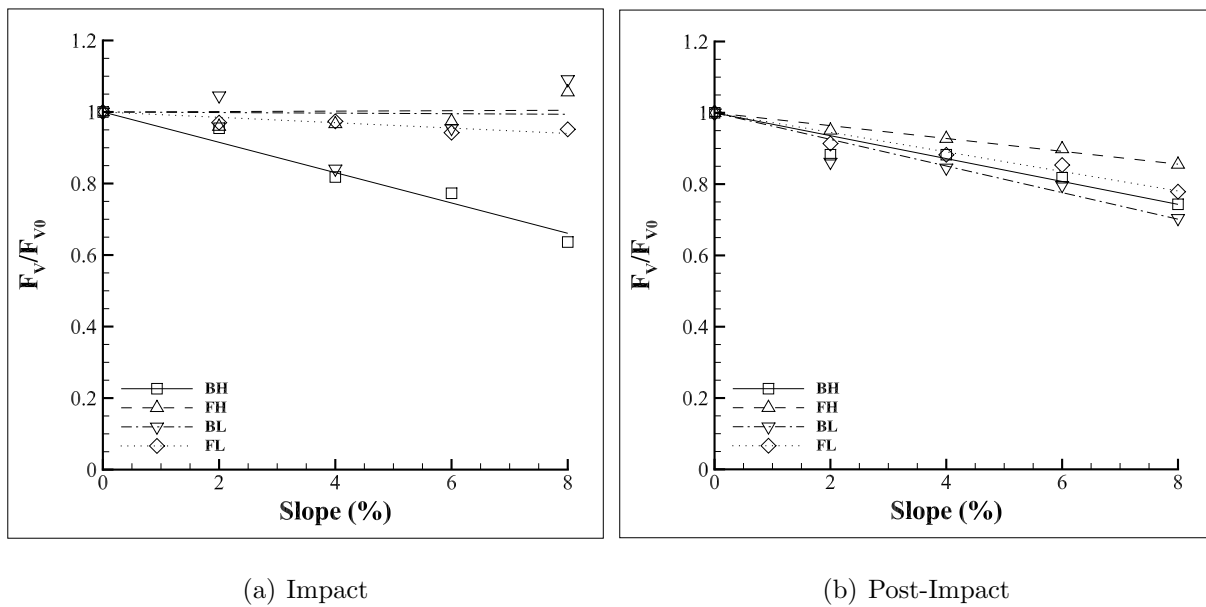 1.2
1
0.8
0.6
0.4
0.2
0
F_V/F_V0
BH
FH
BL
FL
0 2 4 6 8
Slope (%)
(a) Impact
1.2
1
0.8
0.6
0.4
0.2
0
F_V/F_V0
BH
FH
BL
FL
0 2 4 6 8
Slope (%)
(b) Post-Impact